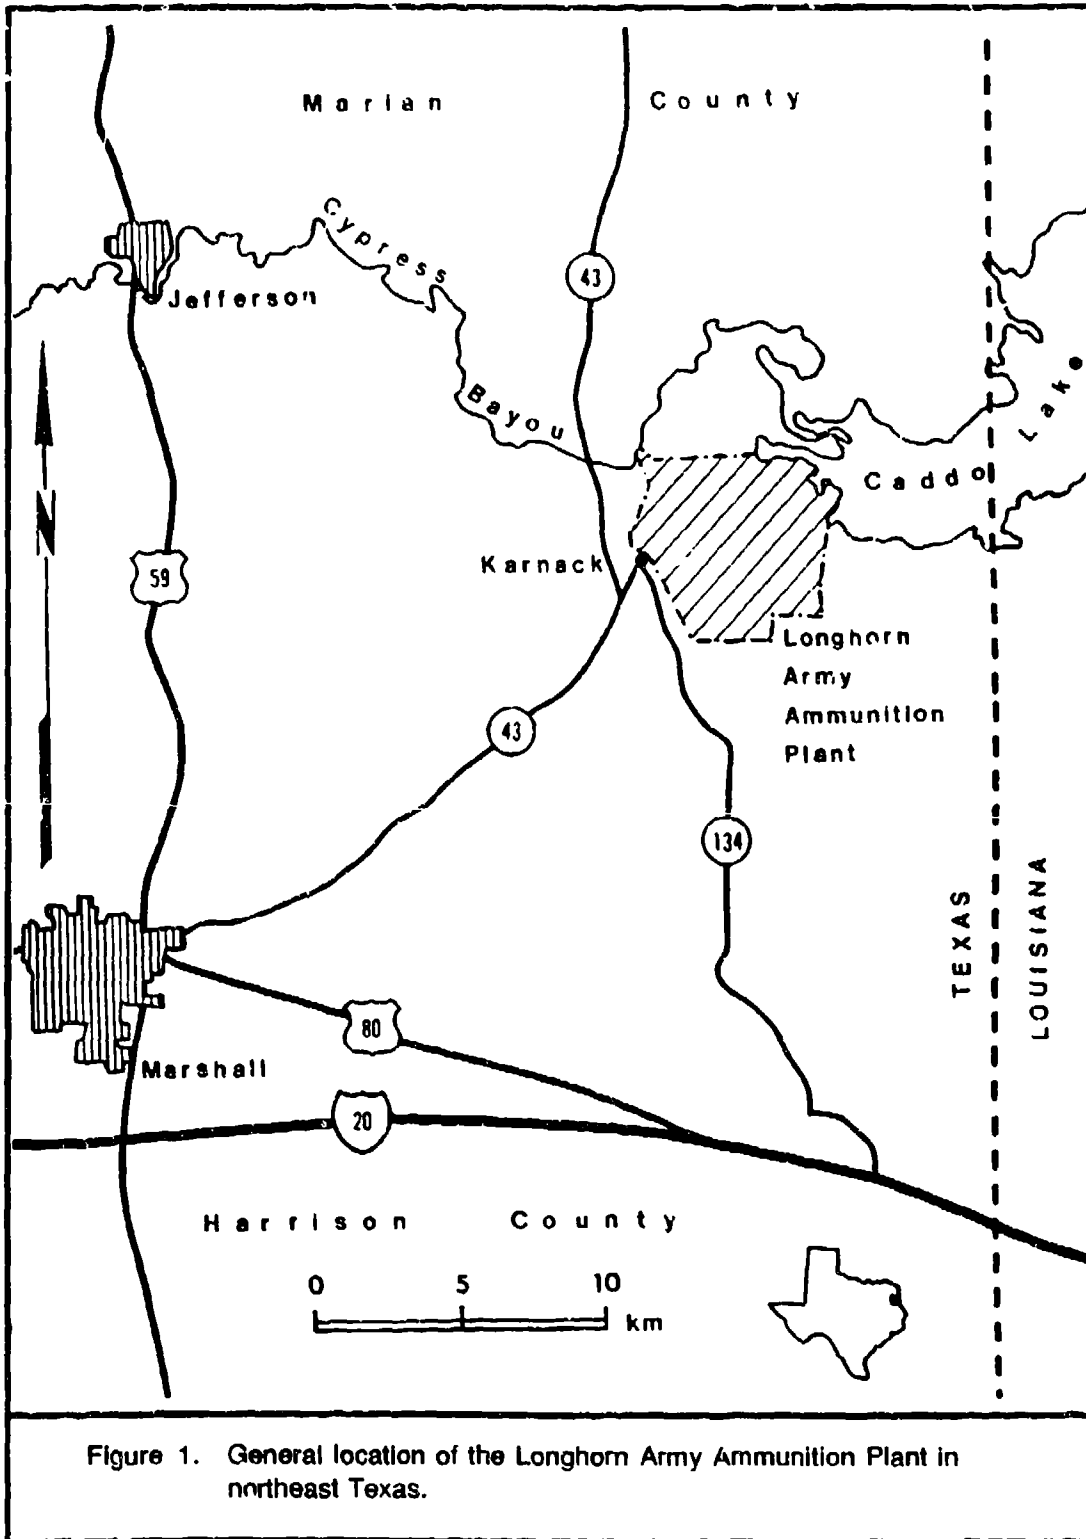 Marian County
Cypress
43
Jefferson
Lake
Bayou
Caddo
N
Karnack
59
Longhorn
Army
Ammunition
Plant
43
134
TEXAS
LOUISIANA
80
Marshall
20
Harrison County
0 5 10
km
Figure 1. General location of the Longhorn Army Ammunition Plant in
northeast Texas.